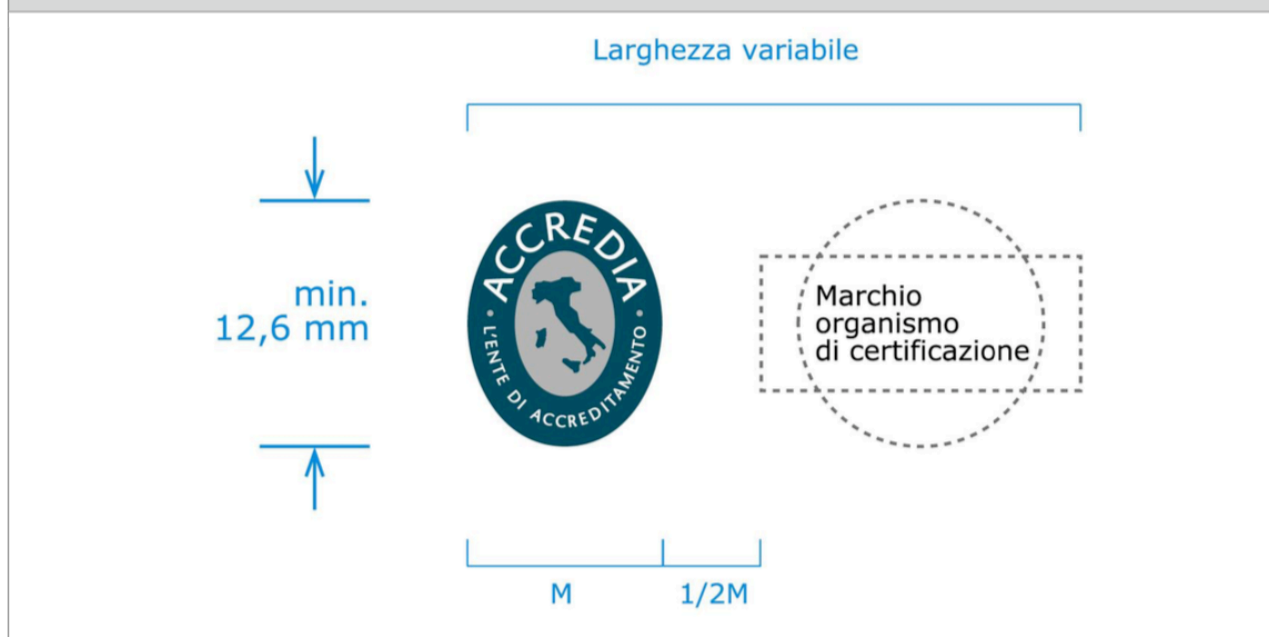 Larghezza variabile
ACCREDIA
• L'ENTE DI ACCREDITAMENTO •
min.
12,6 mm
Marchio
organismo
di certificazione
M
1/2M